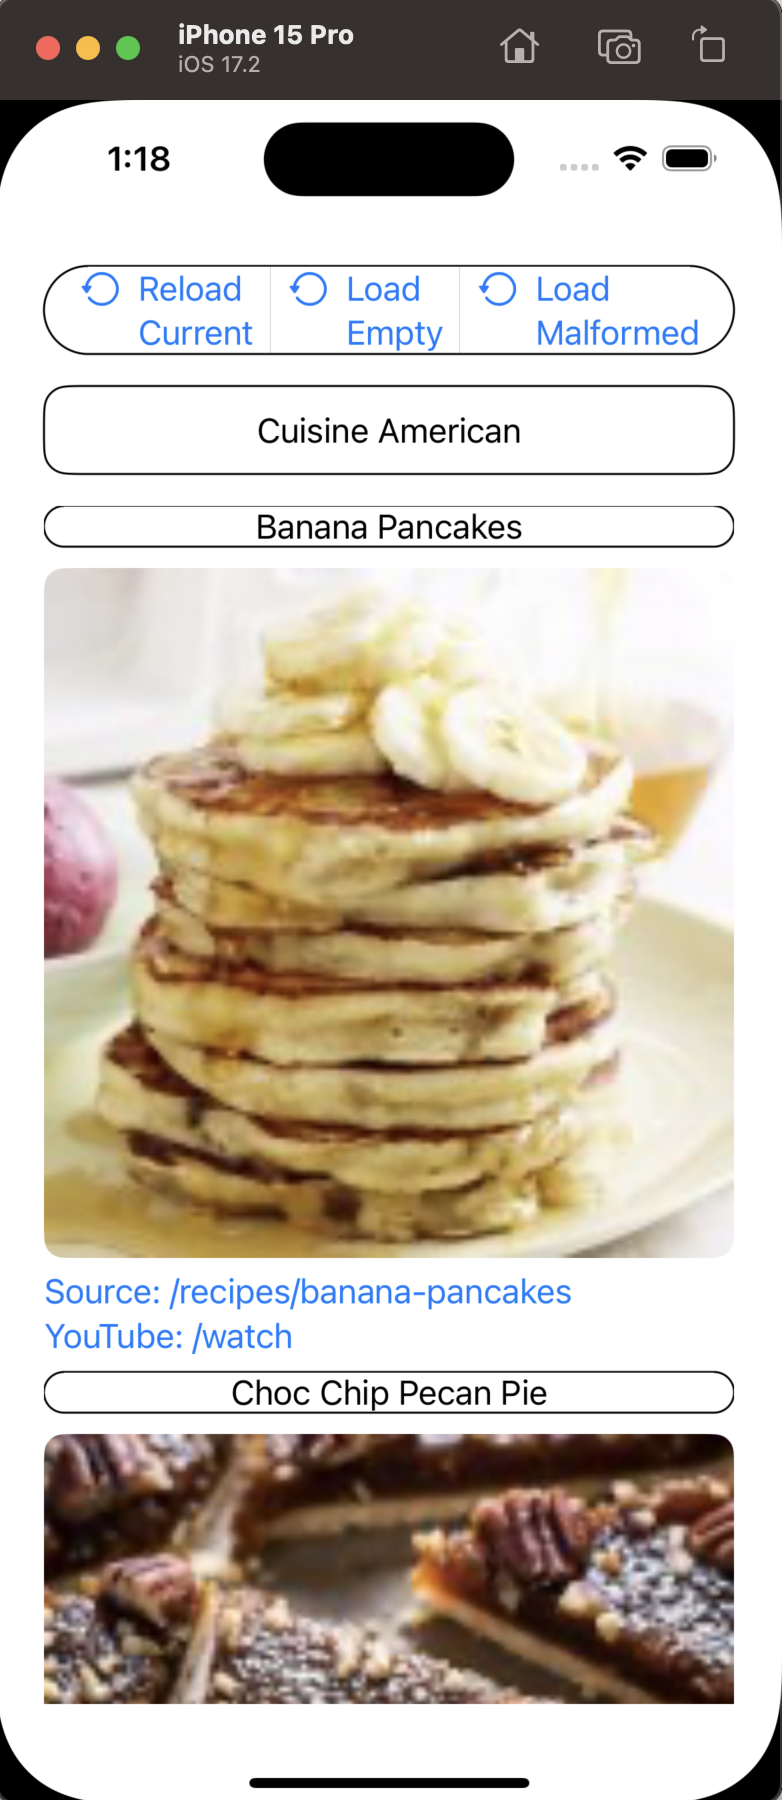 iPhone 15 Pro
iOS 17.2
1:18
Reload
Current
Load
Empty
Load
Malformed
Cuisine American
Banana Pancakes
Source: /recipes/banana-pancakes
YouTube: /watch
Choc Chip Pecan Pie